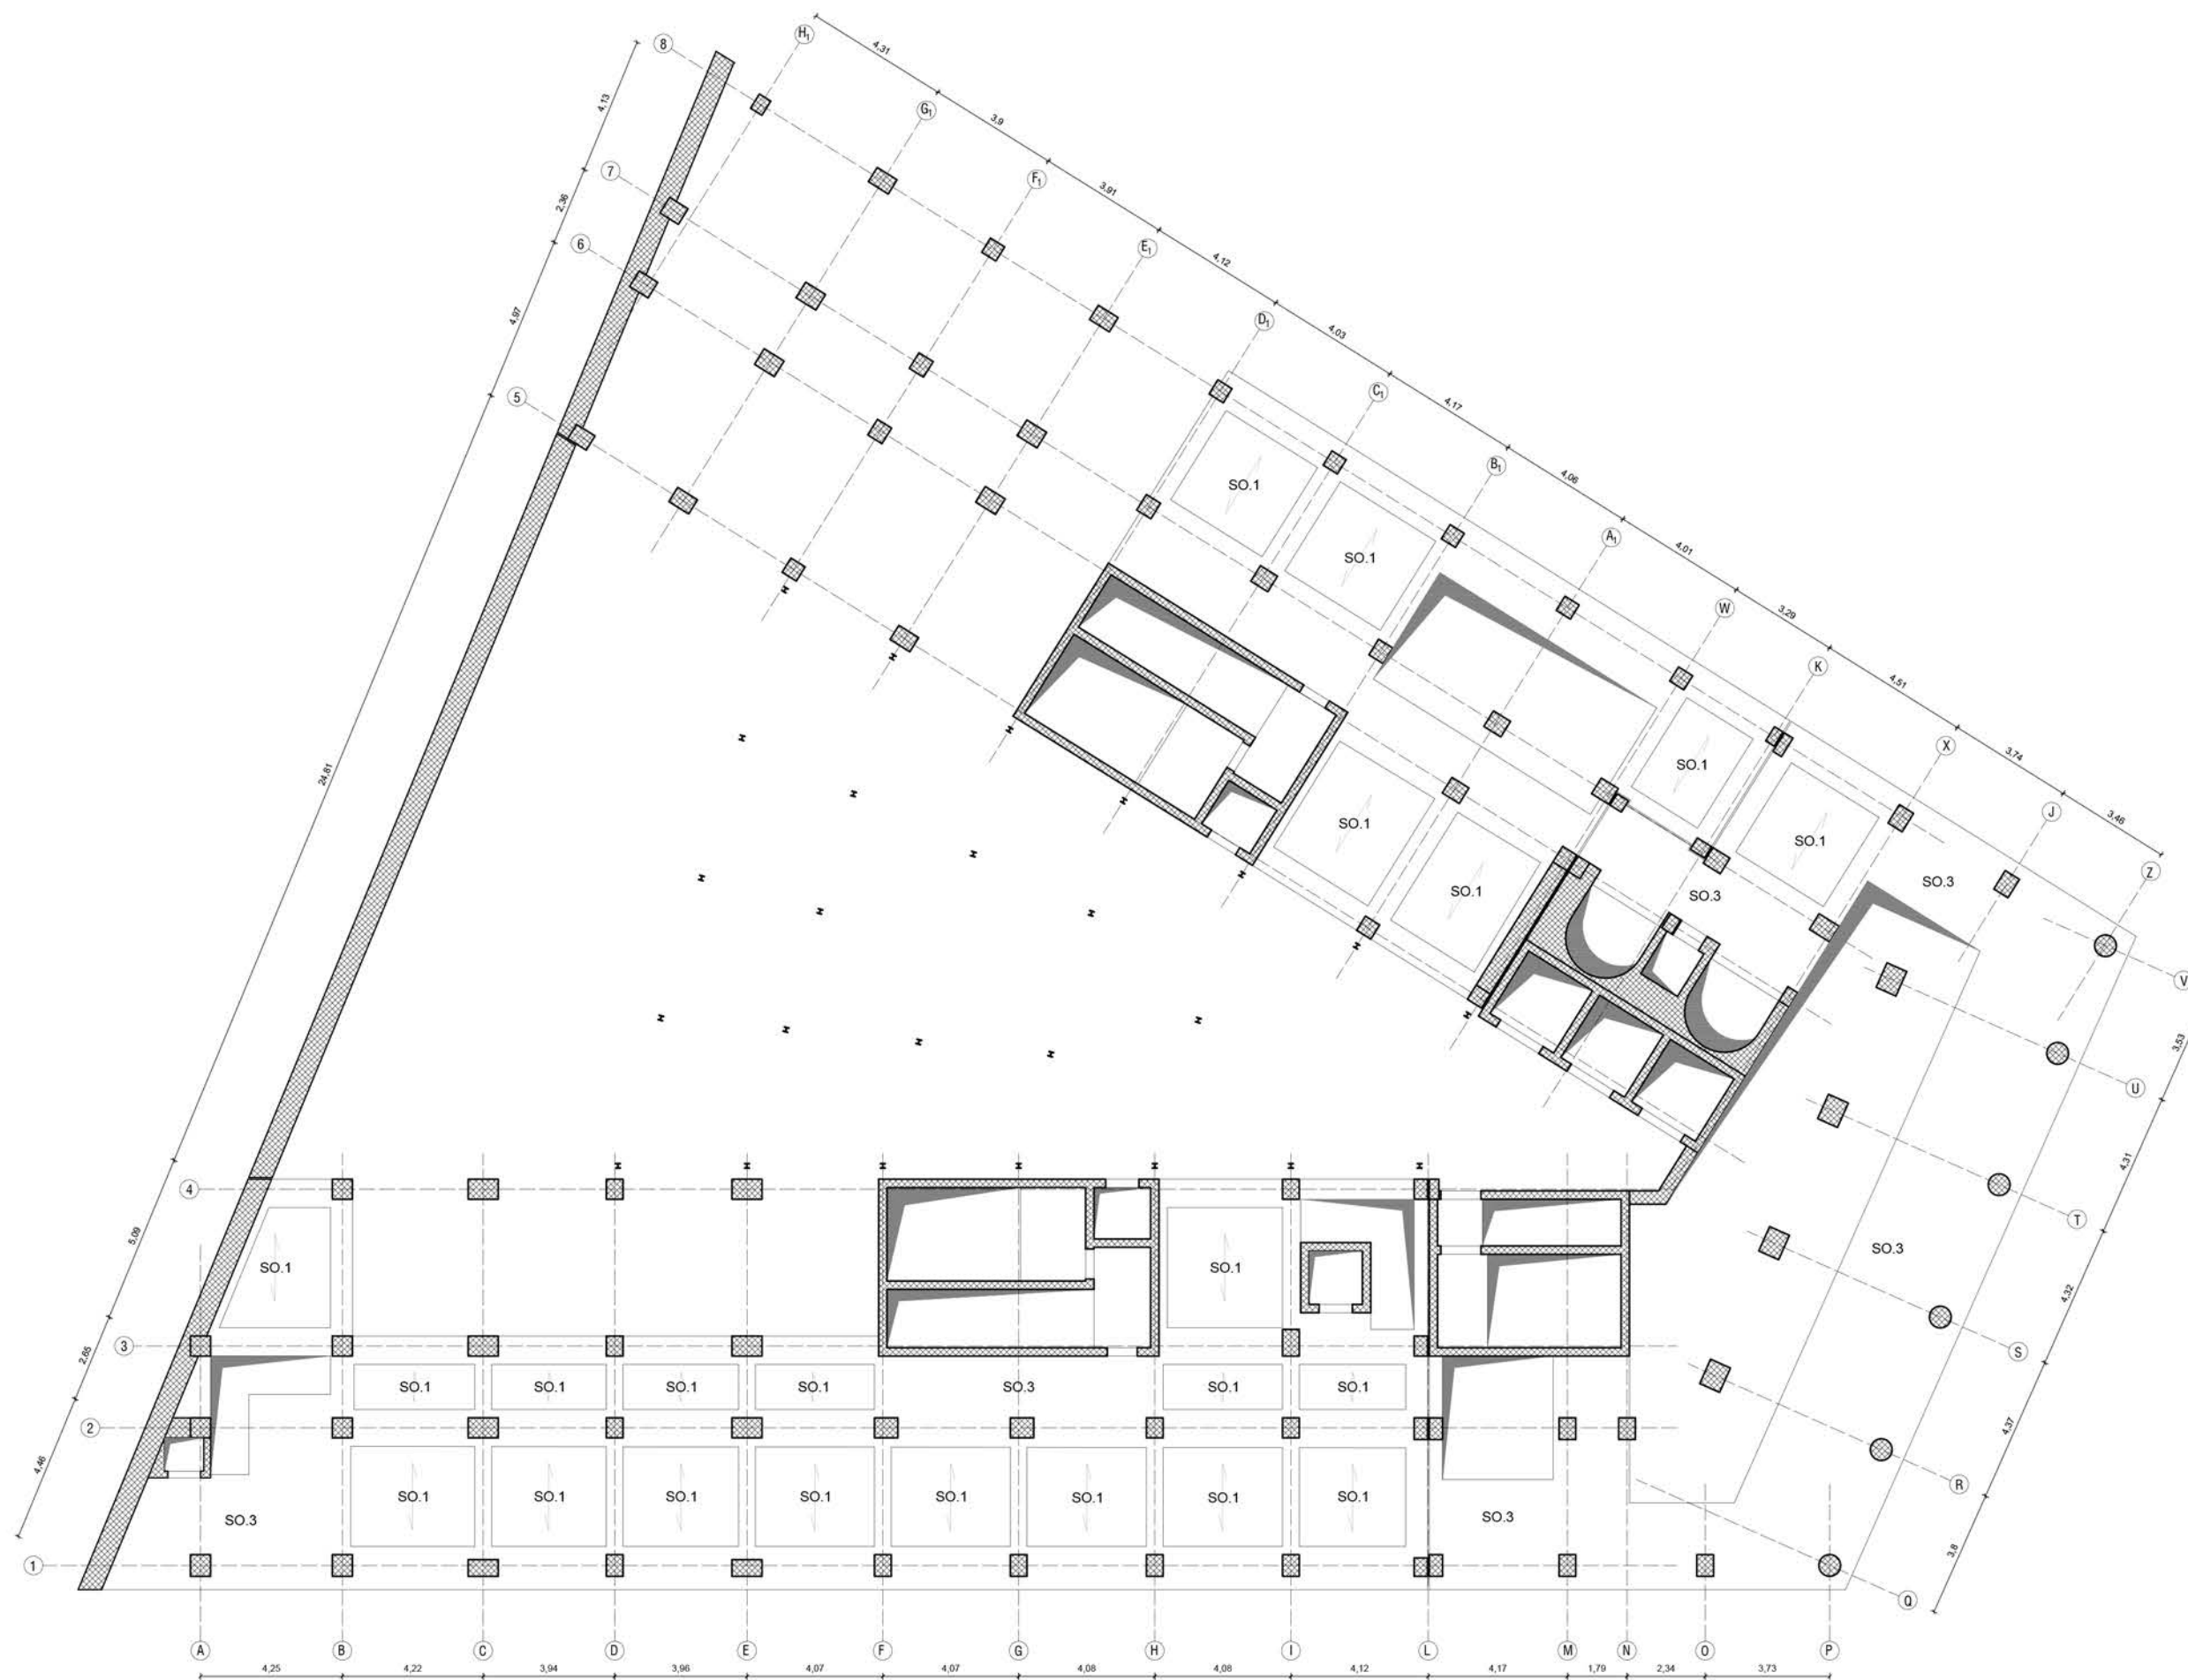 H1
8
4,31
G1
4,13
3,9
F1
7
3,91
2,36
E1
6
4,12
4,97
D1
4,03
5
C1
4,17
B1
SO.1
4,06
A1
SO.1
4,01
W
3,29
K
4,51
X
SO.1
3,74
J
24,81
3,46
SO.1
SO.1
Z
SO.1
SO.3
SO.3
V
3,53
U
4,31
4
T
5,09
SO.1
SO.1
SO.3
4,32
3
S
2,65
SO.1
SO.1
SO.1
SO.1
SO.3
SO.1
SO.1
2
4,37
4,46
R
SO.1
SO.1
SO.1
SO.1
SO.1
SO.1
SO.1
SO.1
SO.3
SO.3
3,8
1
Q
A
B
C
D
E
F
G
H
I
L
M
N
O
P
4,25
4,22
3,94
3,96
4,07
4,07
4,08
4,08
4,12
4,17
1,79
2,34
3,73